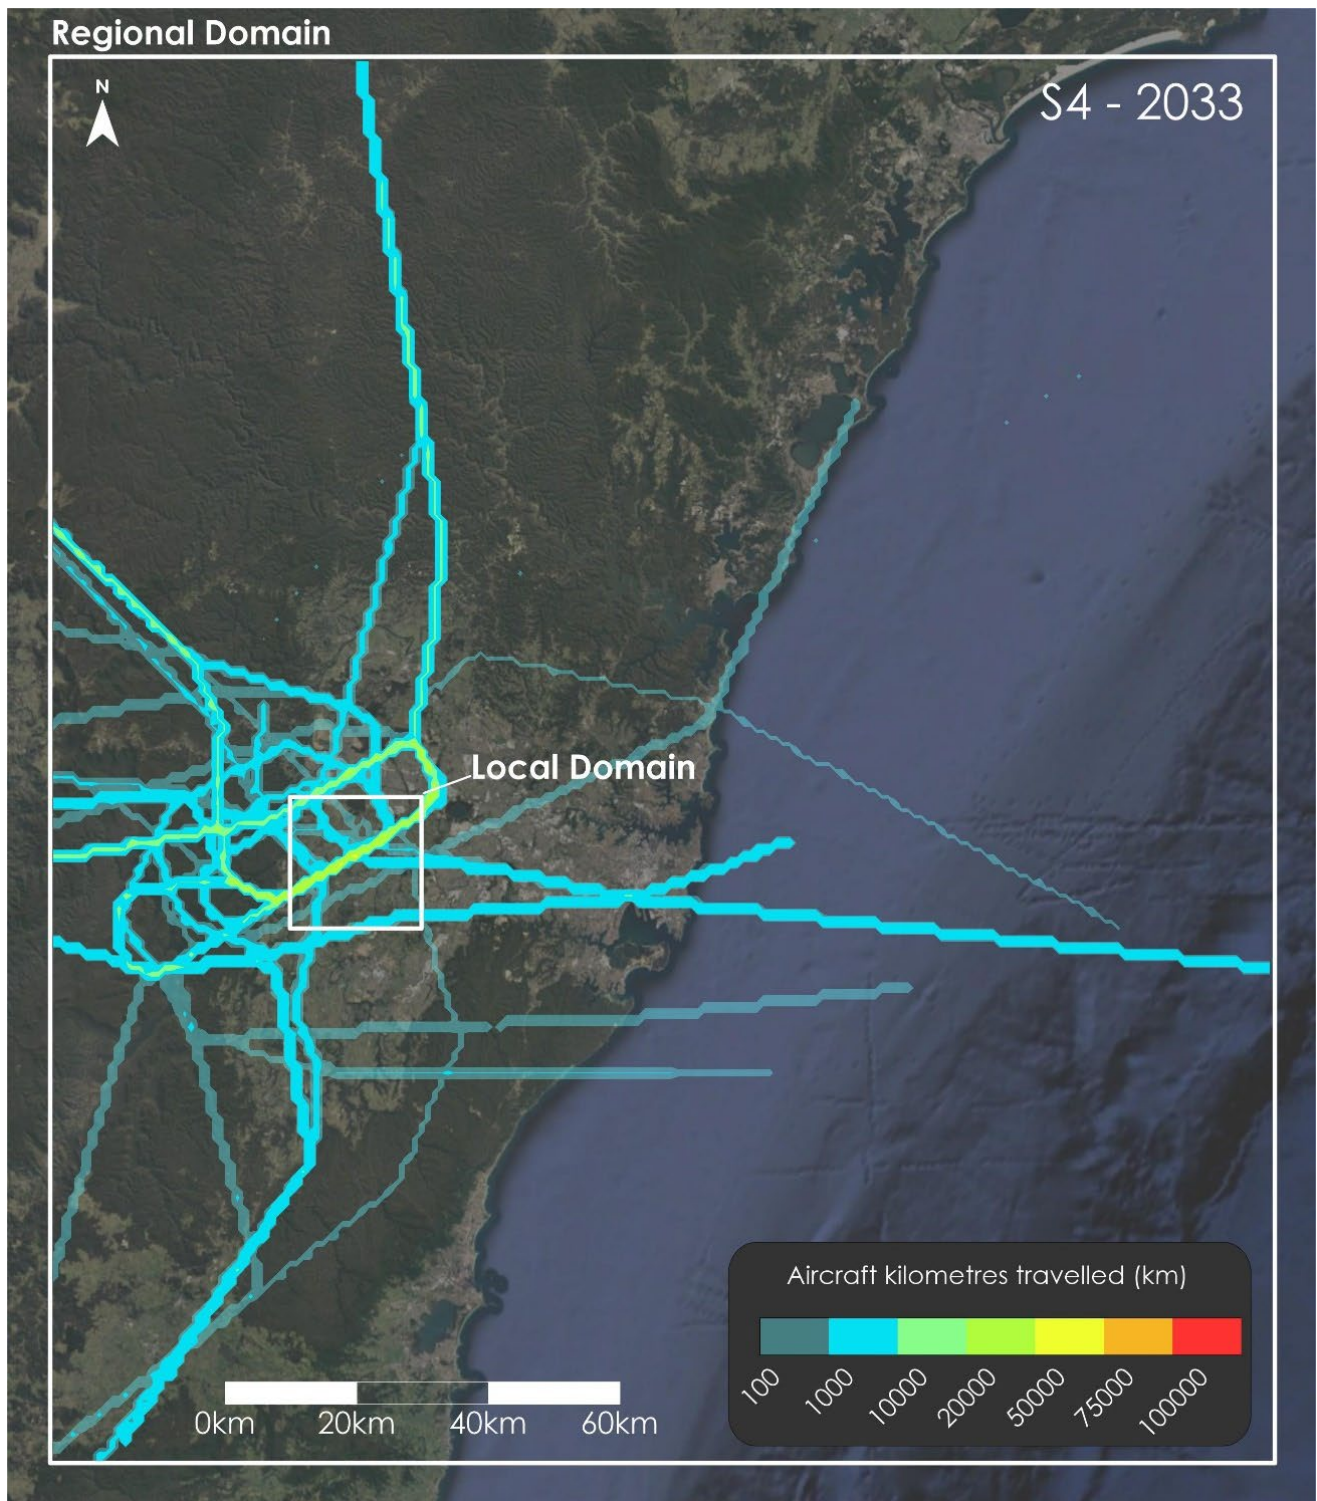 Regional Domain
N
S4 - 2033
Local Domain
Aircraft kilometres travelled (km)
100 1000 10000 20000 50000 75000 100000
0km 20km 40km 60km